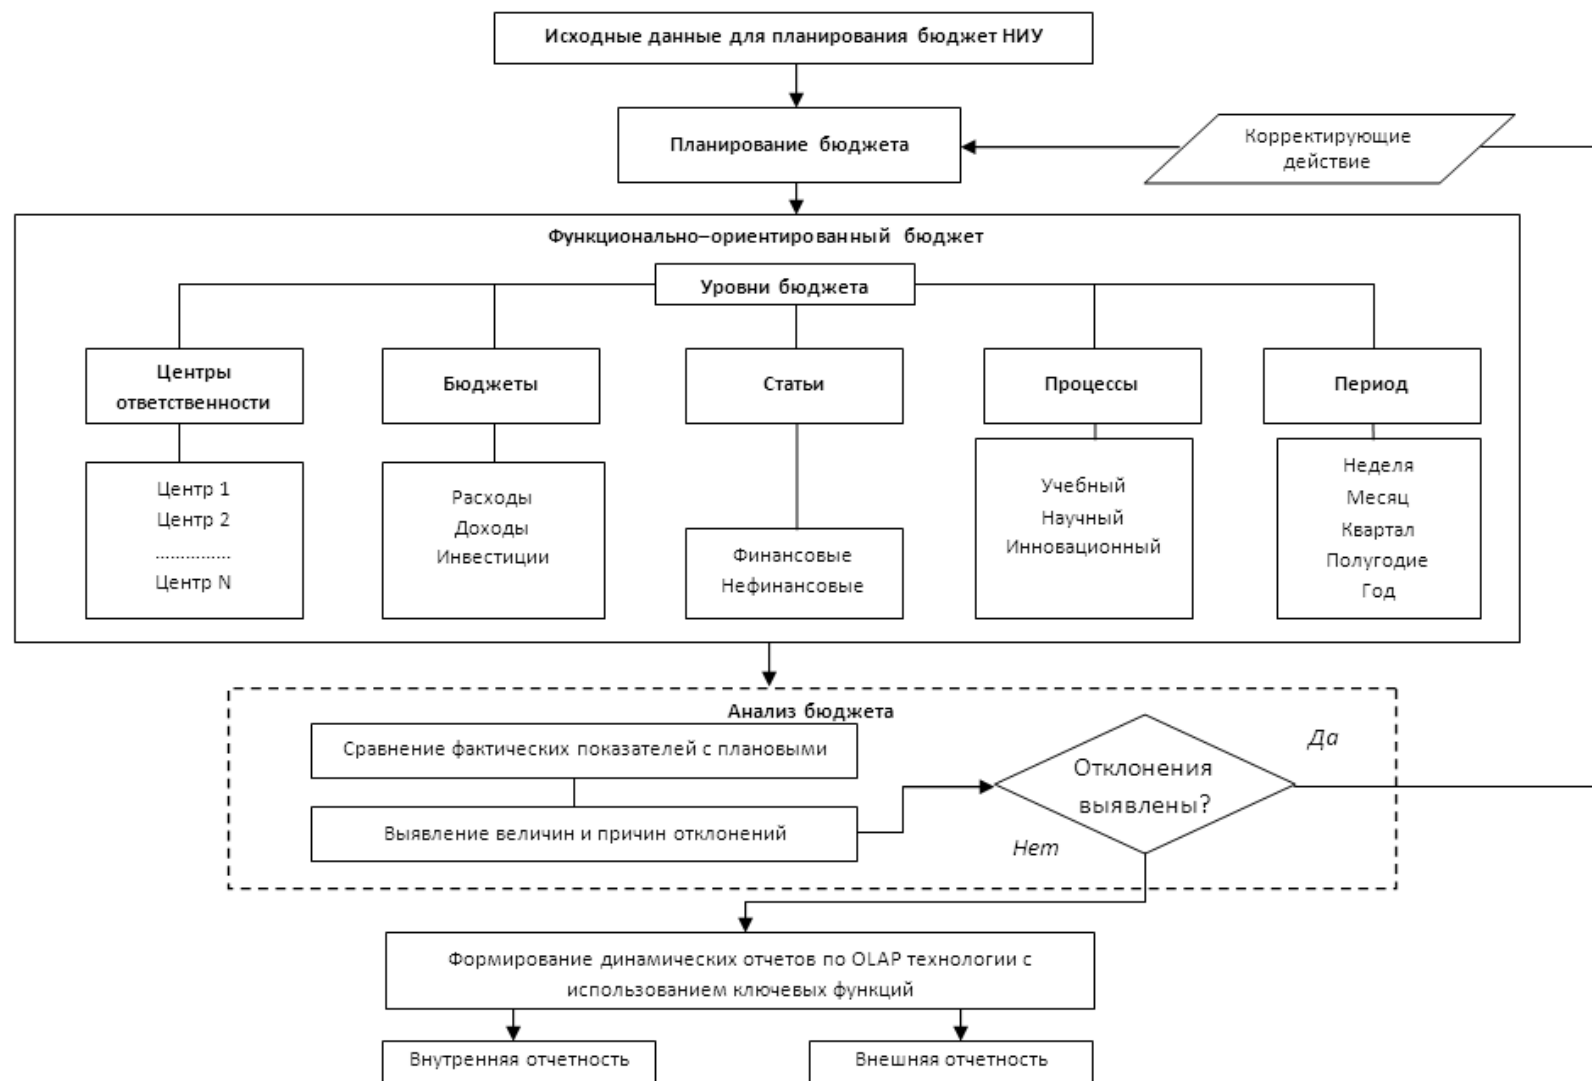 Исходные данные для планирования бюджет НИУ
Планирование бюджета
Корректирующие
действие
Функционально–ориентированный бюджет
Уровни бюджета
Центры
ответственности
Бюджеты
Статьи
Процессы
Период
Центр 1
Центр 2
...............
Центр N
Расходы
Доходы
Инвестиции
Финансовые
Нефинансовые
Учебный
Научный
Инновационный
Неделя
Месяц
Квартал
Полугодие
Год
Анализ бюджета
Сравнение фактических показателей с плановыми
Выявление величин и причин отклонений
Отклонения
выявлены?
Да
Нет
Формирование динамических отчетов по OLAP технологии с
использованием ключевых функций
Внутренняя отчетность
Внешняя отчетность